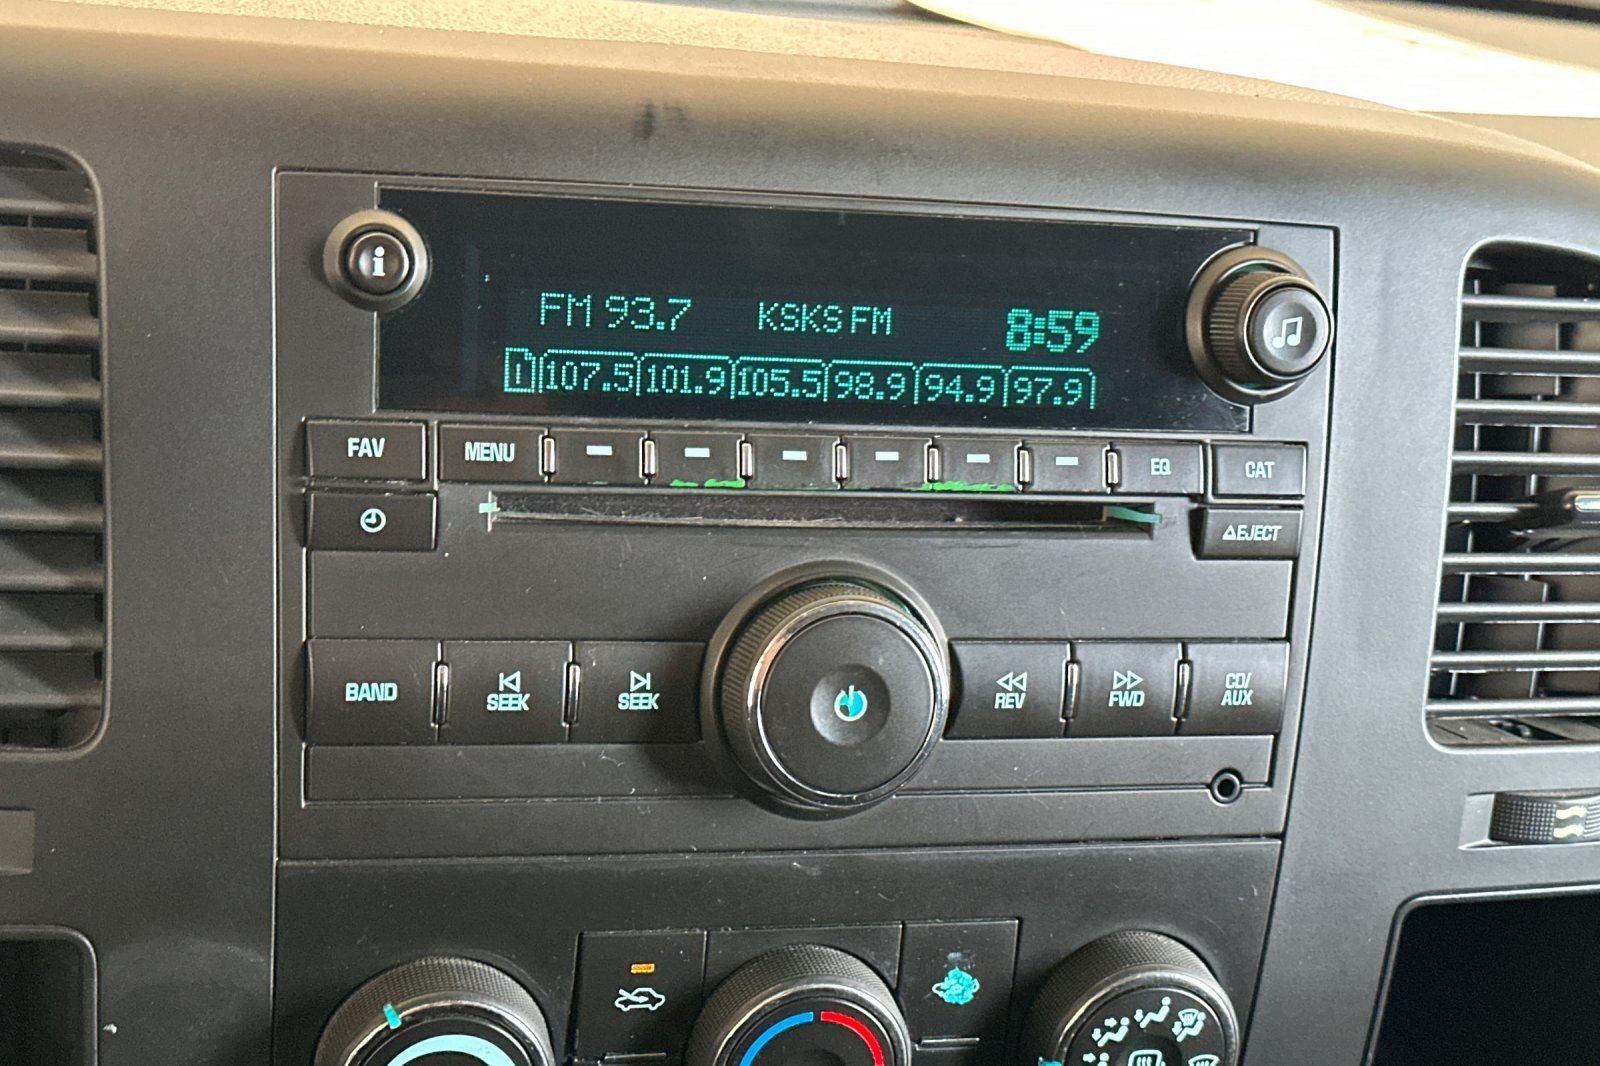 i
FM 93.7 KSKS FM 8:59
1 107.5 101.9 105.5 98.9 94.9 97.9
FAV MENU EQ CAT
EJECT
BAND SEEK SEEK REV FWD CD/AUX